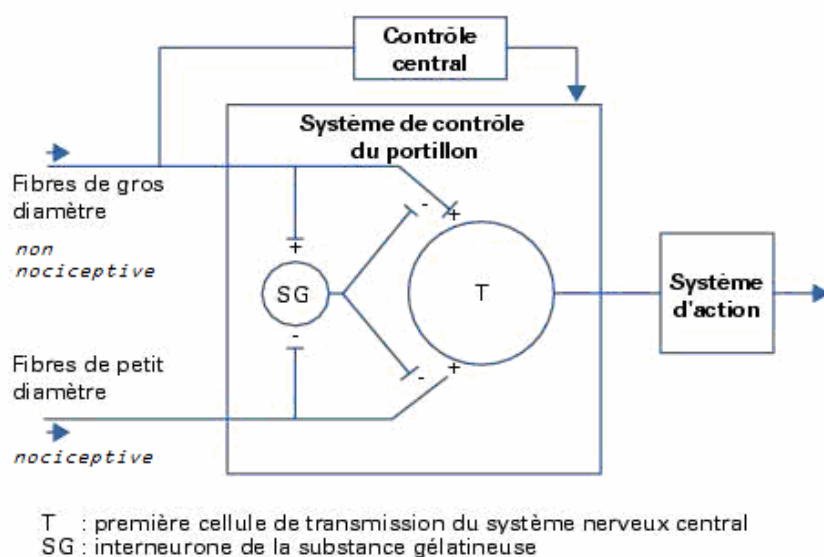 Contrôle
central
Système de contrôle
du portillon
Fibres de gros
diamètre
non
nociceptive
- +
+
SG
T
Système
d'action
-
Fibres de petit
diamètre
- +
nociceptive
T : première cellule de transmission du système nerveux central
SG : interneurone de la substance gélatineuse